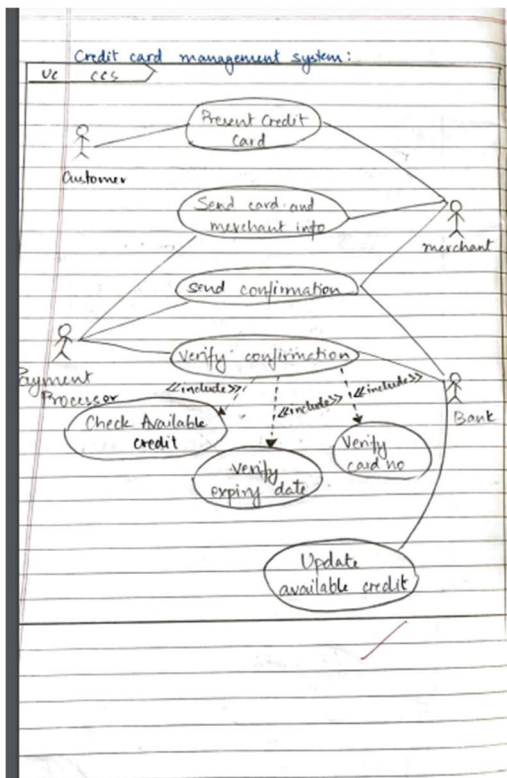 Credit card management system:
UC CCS
Present Credit
Card
Customer
Send card and
merchant info
merchant
Send confirmation
Verify confirmation
Payment
Processor
<<include>>
<<include>>
<<include>>
Bank
Check Available
credit
Verify
card no
Verify
expiry date
Update
available credit